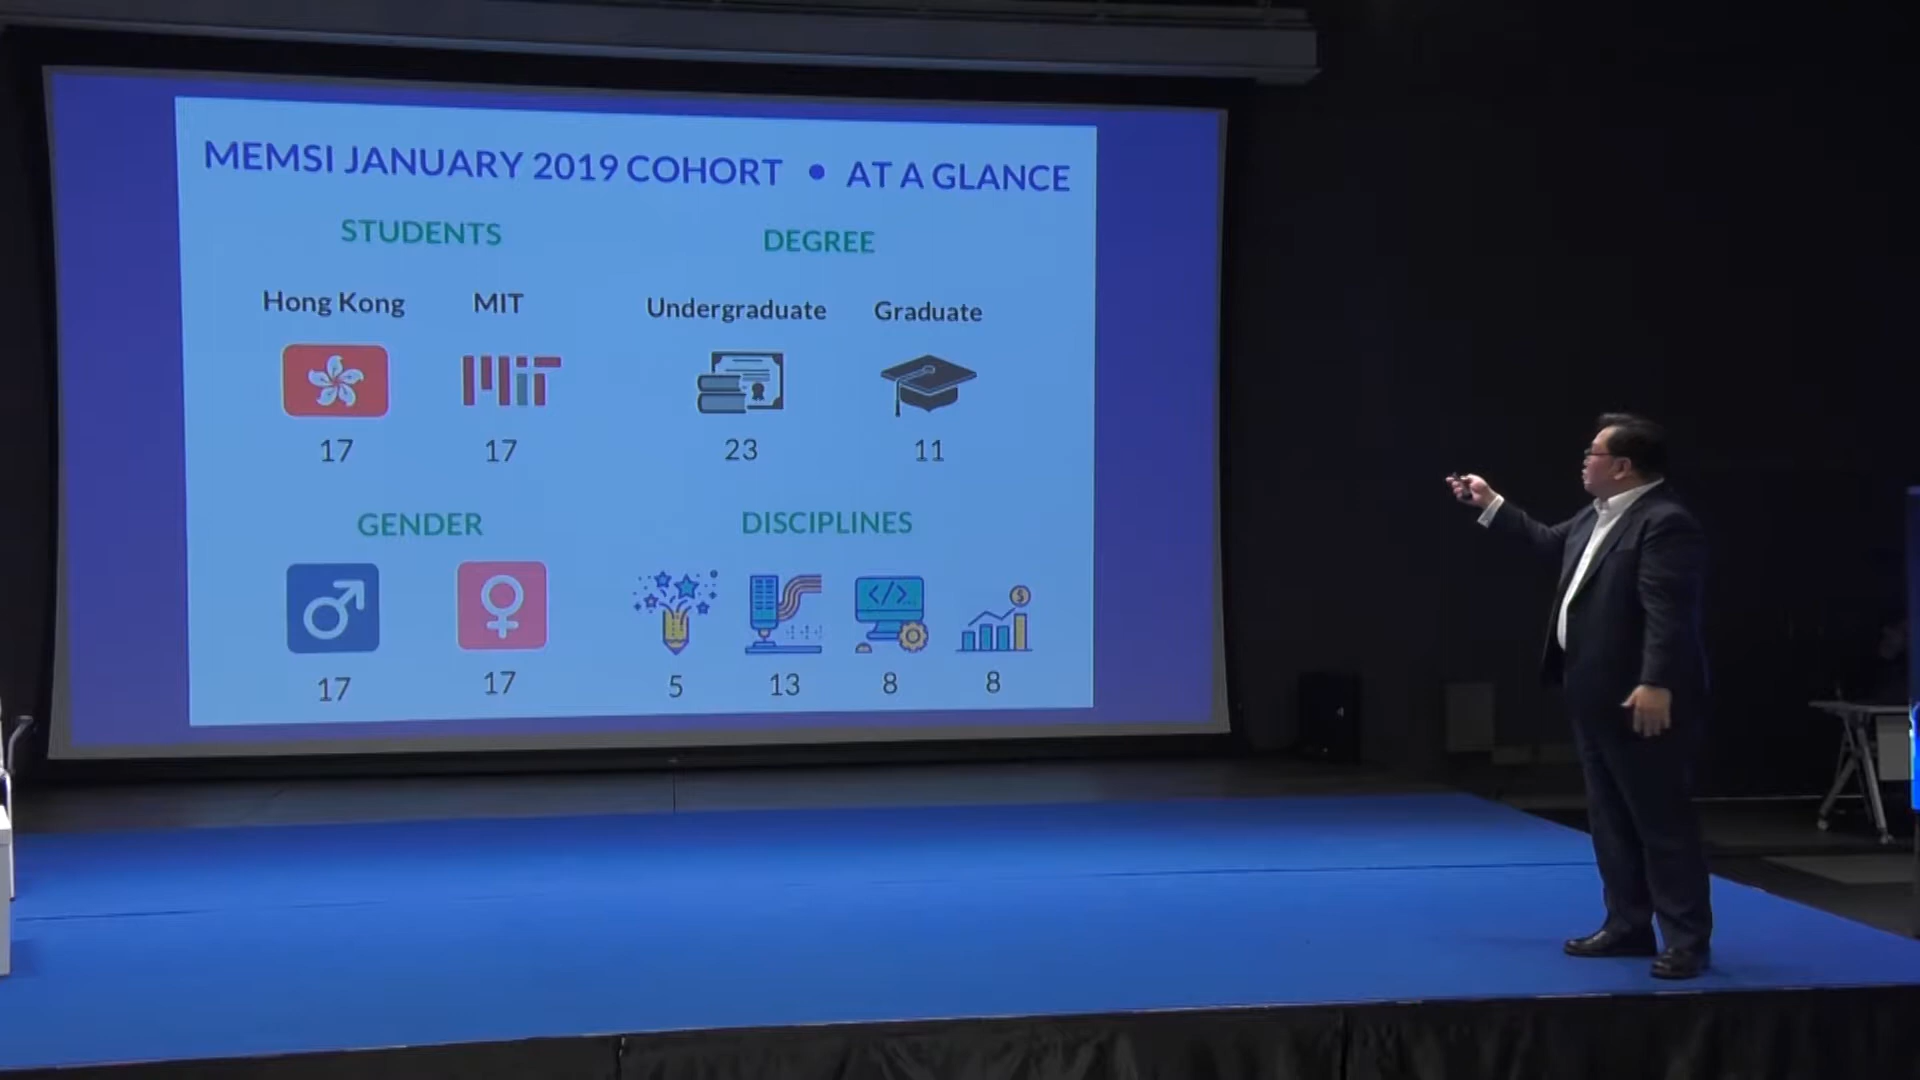 MEMSI JANUARY 2019 COHORT • AT A GLANCE
STUDENTS
DEGREE
Hong Kong
MIT
Undergraduate
Graduate
MIT
17
17
23
11
GENDER
DISCIPLINES
</>...
$
17
17
5
13
8
8